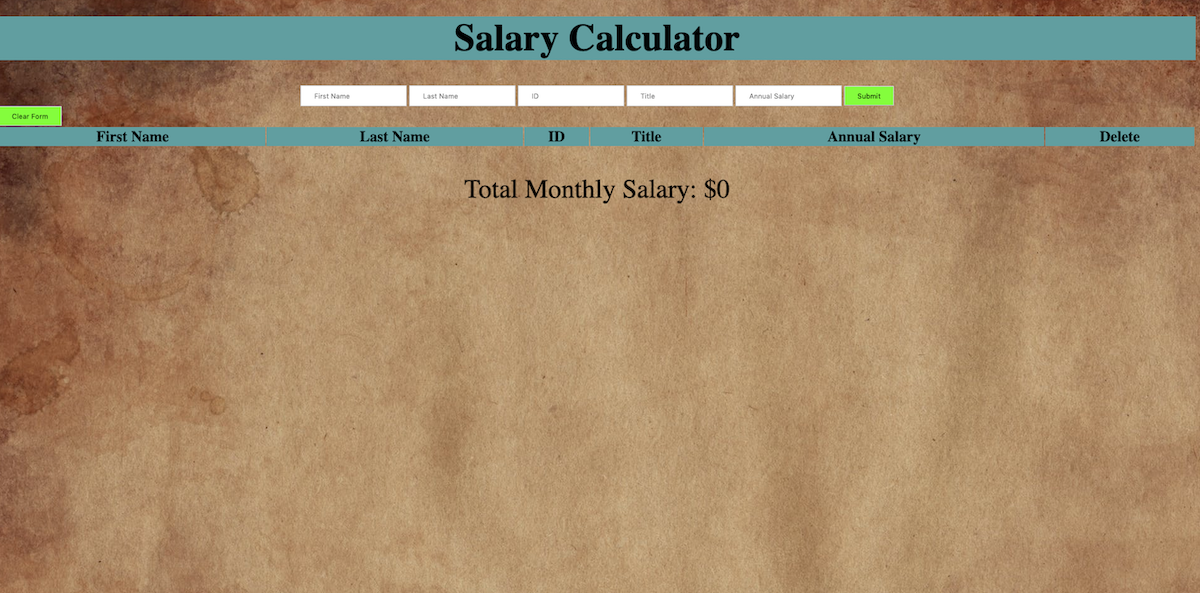 Salary Calculator
First Name Last Name ID Title Annual Salary Submit
Clear Form
First Name Last Name ID Title Annual Salary Delete
Total Monthly Salary: $0